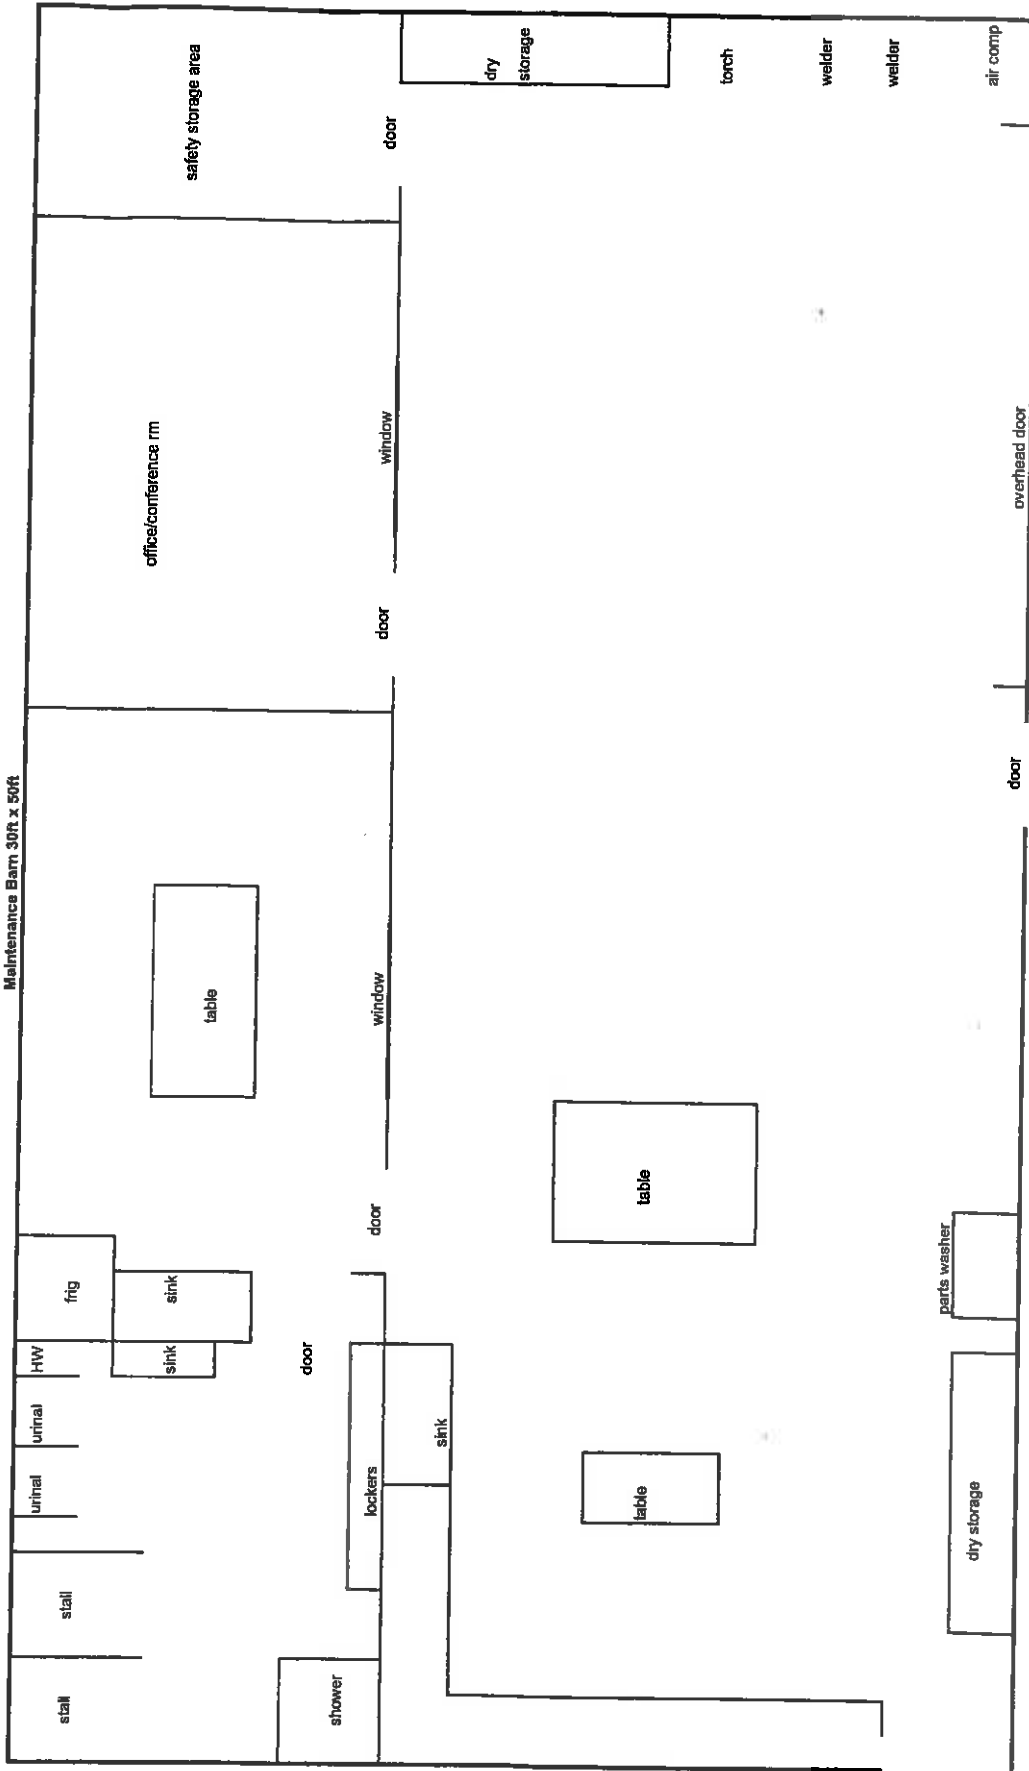 Maintenance Barn 30ft x 50ft
stall
stall
urinal
urinal
HW
frig
sink
sink
table
office/conference rm
safety storage area
shower
lockers
door
door
window
door
window
door
sink
dry
storage
table
table
torch
welder
welder
air comp
dry storage
parts washer
door
overhead door